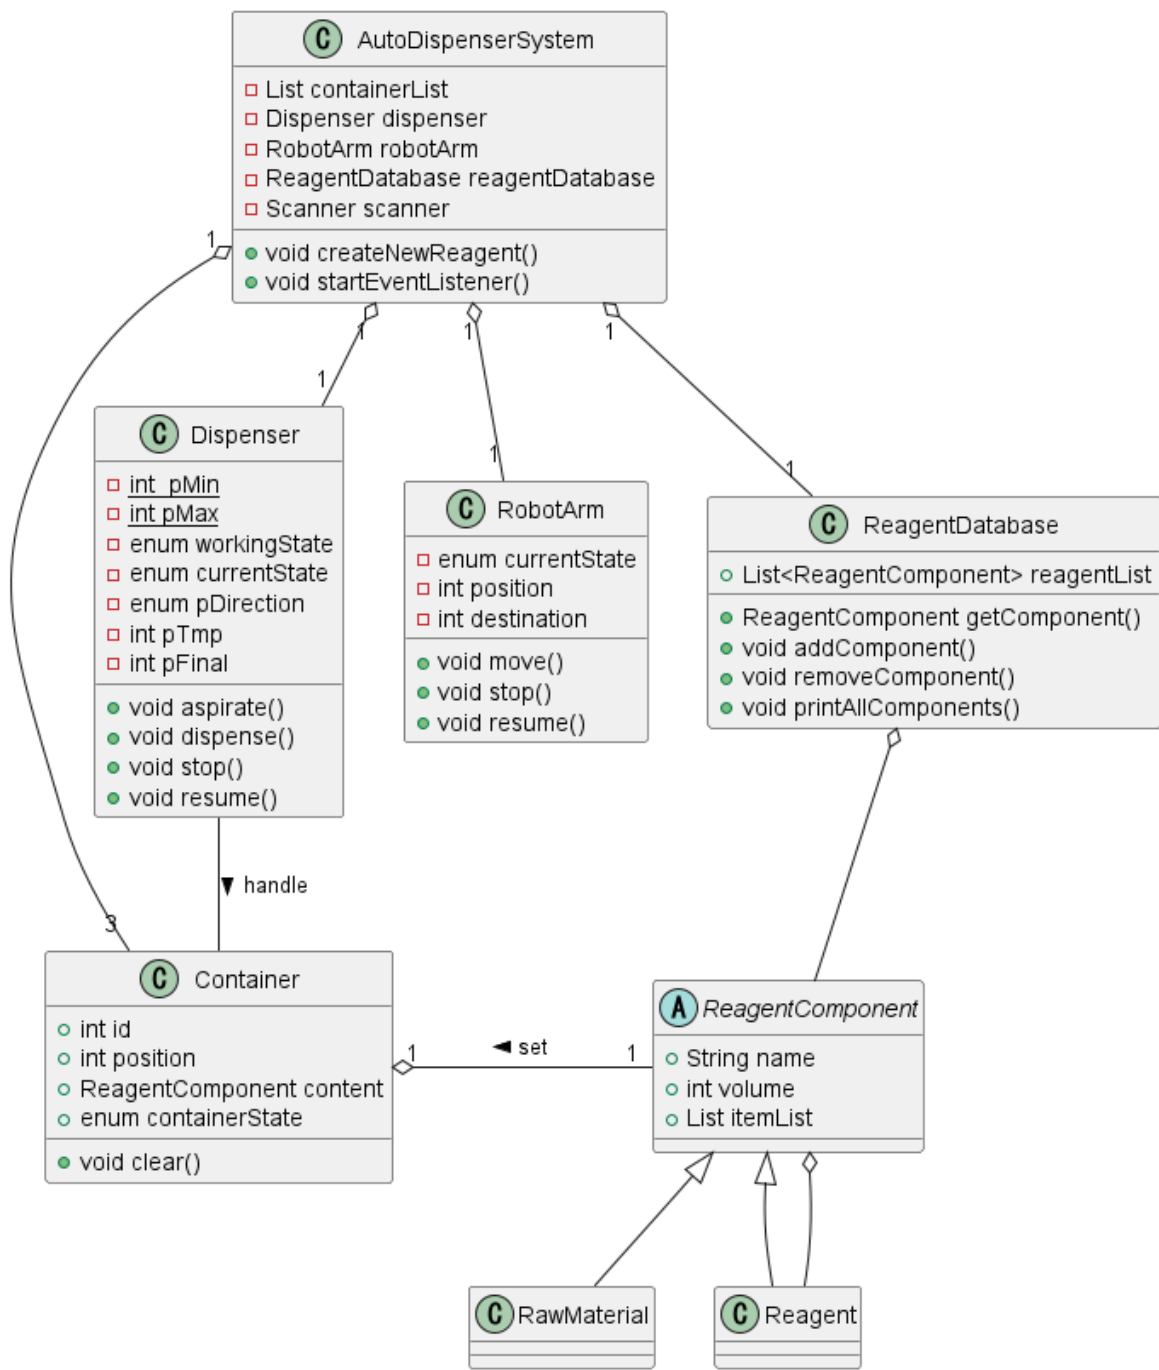 C AutoDispenserSystem
List containerList
Dispenser dispenser
RobotArm robotArm
ReagentDatabase reagentDatabase
Scanner scanner
void createNewReagent()
void startEventListener()
1
1
1
1
1
1
1
C Dispenser
int pMin
int pMax
enum workingState
enum currentState
enum pDirection
int pTmp
int pFinal
void aspirate()
void dispense()
void stop()
void resume()
C RobotArm
enum currentState
int position
int destination
void move()
void stop()
void resume()
C ReagentDatabase
List<ReagentComponent> reagentList
ReagentComponent getComponent()
void addComponent()
void removeComponent()
void printAllComponents()
handle
3
C Container
int id
int position
ReagentComponent content
enum containerState
void clear()
1
set
1
A ReagentComponent
String name
int volume
List itemList
C RawMaterial
C Reagent